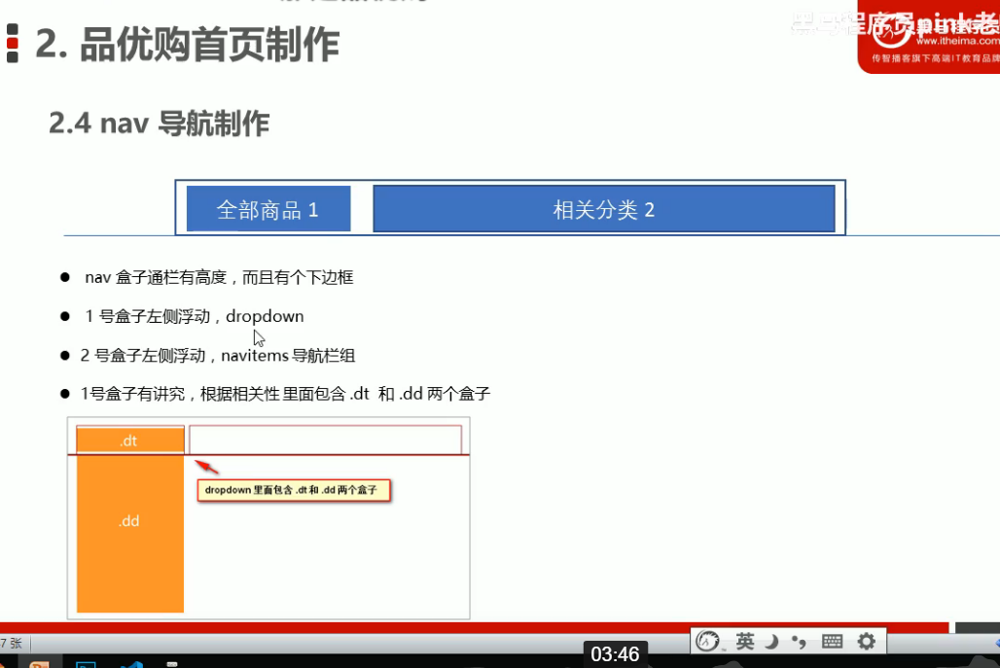 2. 品优购首页制作
黑马程序员pink老
www.itheima.com
传智播客旗下高端IT教育品牌
2.4 nav 导航制作
全部商品 1
相关分类 2
● nav 盒子通栏有高度，而且有个下边框
● 1 号盒子左侧浮动，dropdown
● 2 号盒子左侧浮动，navitems 导航栏组
● 1号盒子有讲究，根据相关性 里面包含 .dt 和 .dd 两个盒子
.dt
dropdown 里面包含 .dt 和 .dd 两个盒子
.dd
7 张
英
03:46